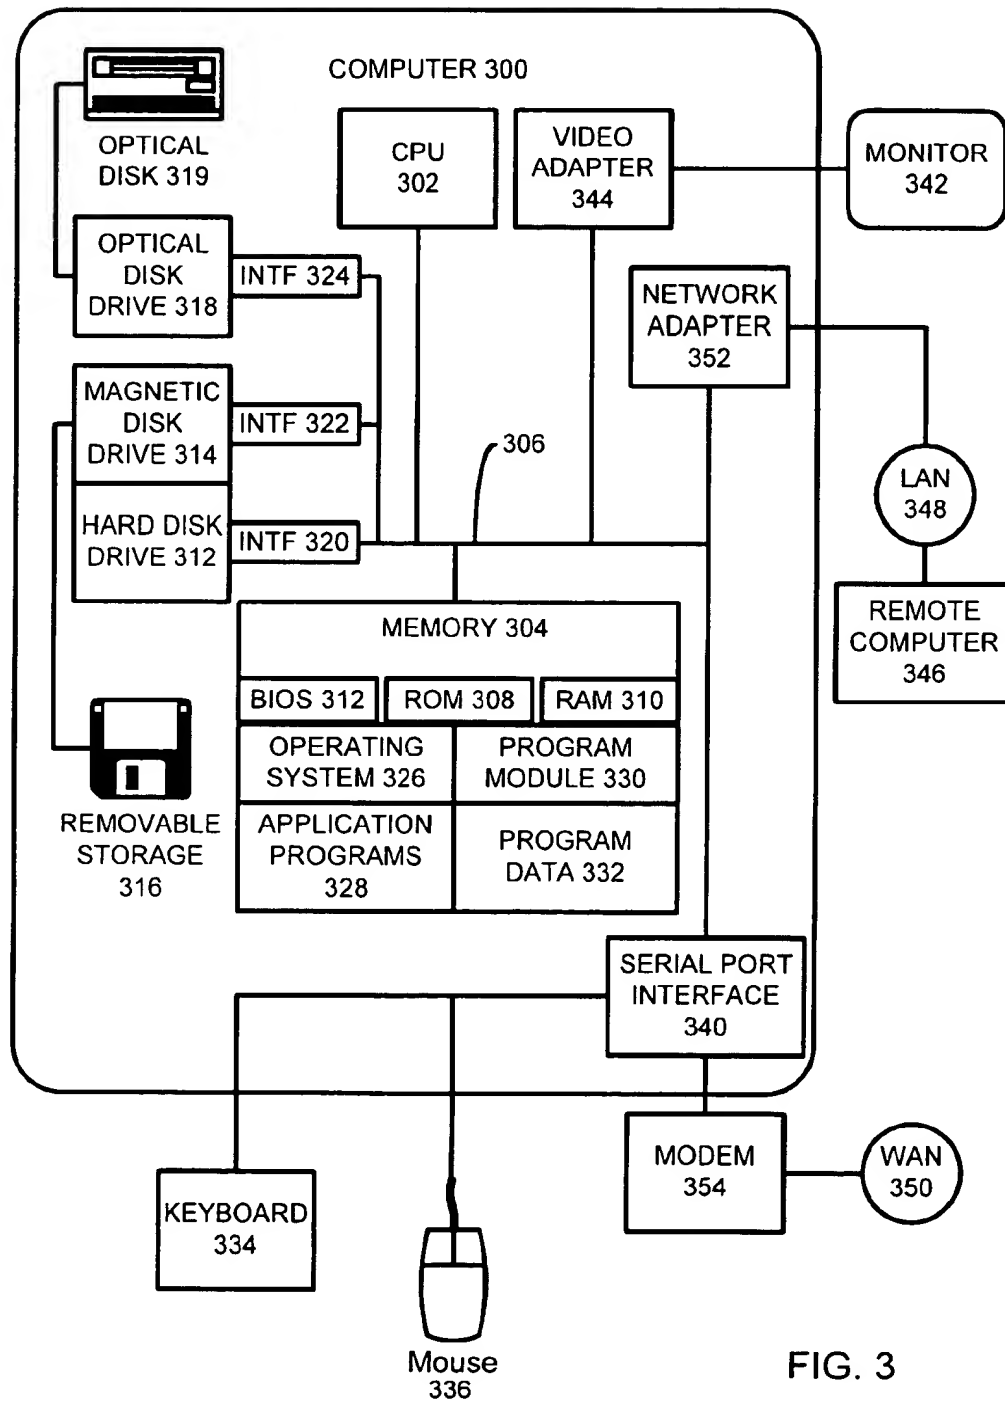 COMPUTER 300
OPTICAL
DISK 319
CPU
302
VIDEO
ADAPTER
344
MONITOR
342
OPTICAL
DISK
DRIVE 318
INTF 324
NETWORK
ADAPTER
352
MAGNETIC
DISK
DRIVE 314
INTF 322
306
LAN
348
HARD DISK
DRIVE 312
INTF 320
REMOTE
COMPUTER
346
MEMORY 304
BIOS 312
ROM 308
RAM 310
OPERATING
SYSTEM 326
PROGRAM
MODULE 330
REMOVABLE
STORAGE
316
APPLICATION
PROGRAMS
328
PROGRAM
DATA 332
SERIAL PORT
INTERFACE
340
MODEM
354
WAN
350
KEYBOARD
334
Mouse
336
FIG. 3